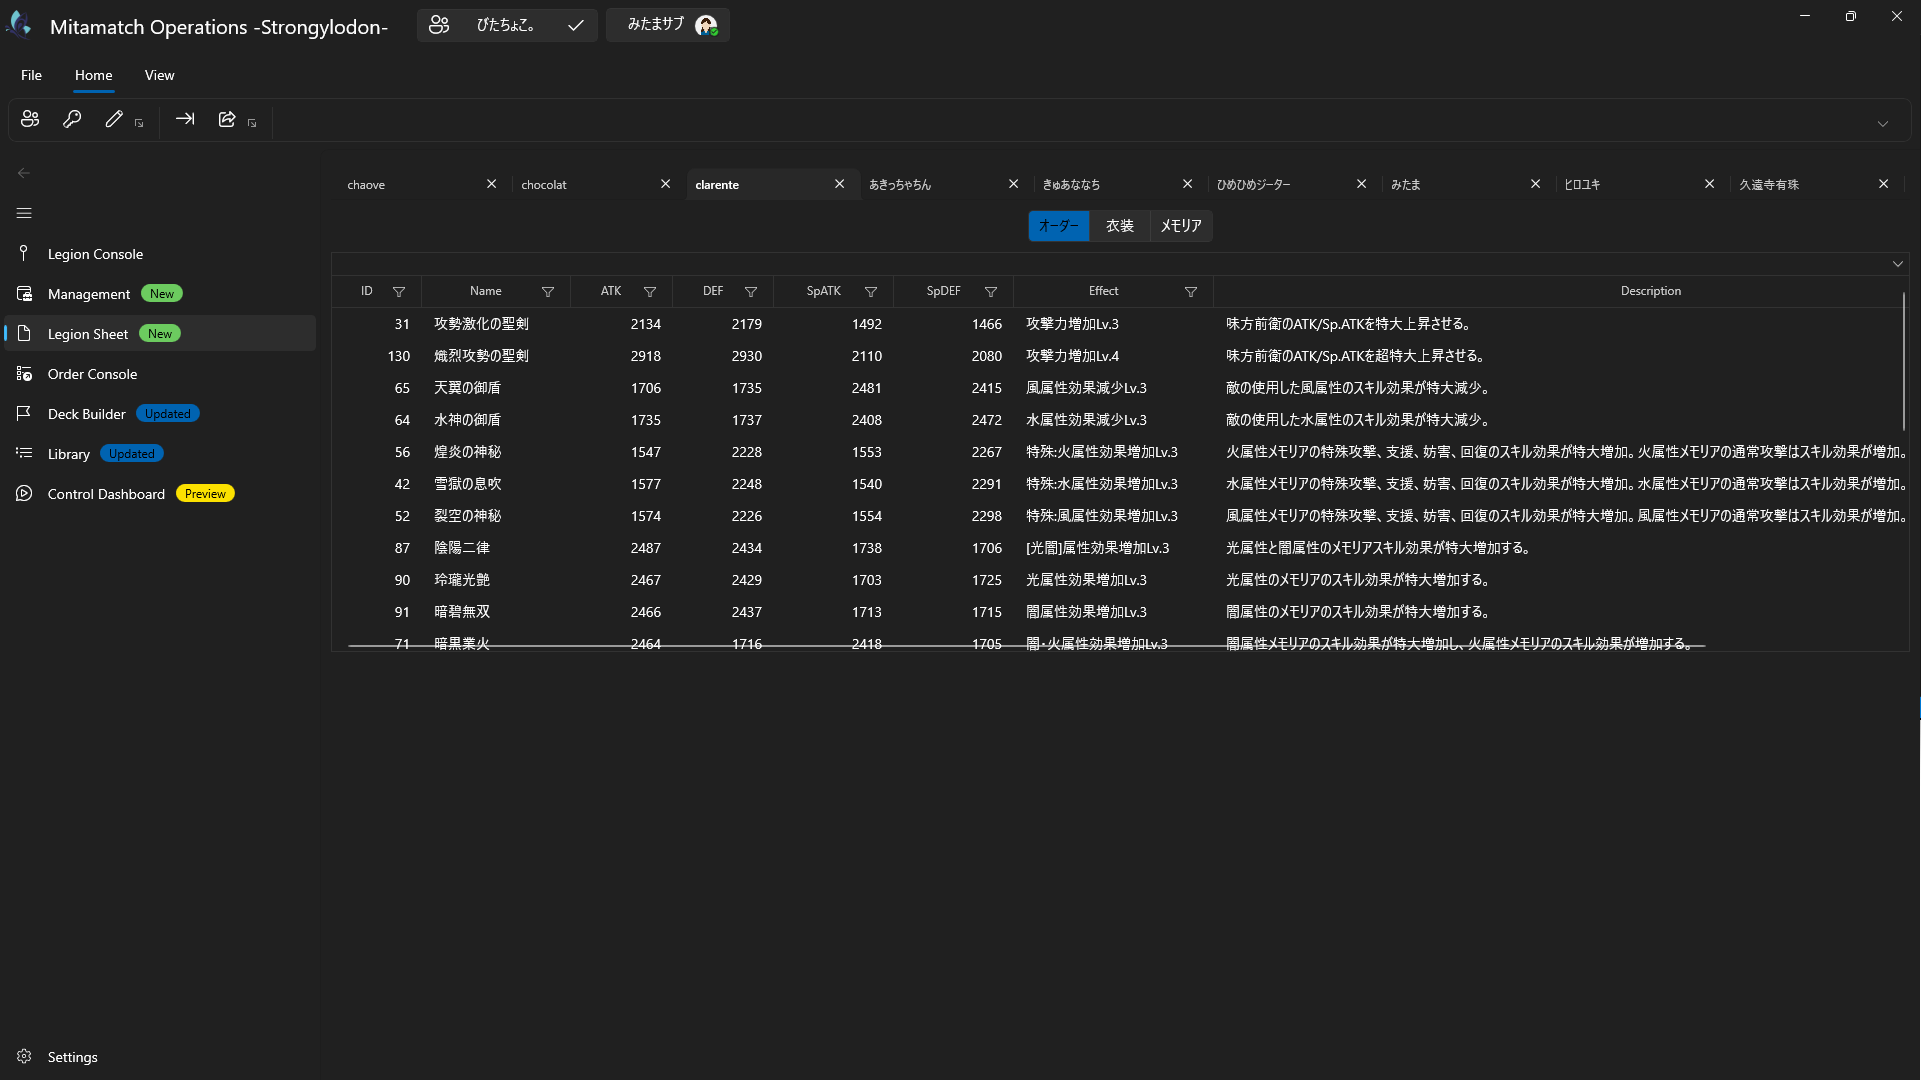 Mitamatch Operations -Strongylodon-
ぴたちょこ。
みたまサブ
File Home View
chaove chocolat clarente あきっちゃちん きゅあななち ひめひめジーター みたま ヒロユキ 久遠寺有珠
オーダー 衣装 メモリア
Legion Console
Management New
Legion Sheet New
Order Console
Deck Builder Updated
Library Updated
Control Dashboard Preview
Settings
ID Name ATK DEF SpATK SpDEF Effect Description
31 攻勢激化の聖剣 2134 2179 1492 1466 攻撃力増加Lv.3 味方前衛のATK/Sp.ATKを特大上昇させる。
130 熾烈攻勢の聖剣 2918 2930 2110 2080 攻撃力増加Lv.4 味方前衛のATK/Sp.ATKを超特大上昇させる。
65 天翼の御盾 1706 1735 2481 2415 風属性効果減少Lv.3 敵の使用した風属性のスキル効果が特大減少。
64 水神の御盾 1735 1737 2408 2472 水属性効果減少Lv.3 敵の使用した水属性のスキル効果が特大減少。
56 煌炎の神秘 1547 2228 1553 2267 特殊:火属性効果増加Lv.3 火属性メモリアの特殊攻撃、支援、妨害、回復のスキル効果が特大増加。火属性メモリアの通常攻撃はスキル効果が増加。
42 雪獄の息吹 1577 2248 1540 2291 特殊:水属性効果増加Lv.3 水属性メモリアの特殊攻撃、支援、妨害、回復のスキル効果が特大増加。水属性メモリアの通常攻撃はスキル効果が増加。
52 裂空の神秘 1574 2226 1554 2298 特殊:風属性効果増加Lv.3 風属性メモリアの特殊攻撃、支援、妨害、回復のスキル効果が特大増加。風属性メモリアの通常攻撃はスキル効果が増加。
87 陰陽二律 2487 2434 1738 1706 [光闇]属性効果増加Lv.3 光属性と闇属性のメモリアスキル効果が特大増加する。
90 玲瓏光艶 2467 2429 1703 1725 光属性効果増加Lv.3 光属性のメモリアのスキル効果が特大増加する。
91 暗碧無双 2466 2437 1713 1715 闇属性効果増加Lv.3 闇属性のメモリアのスキル効果が特大増加する。
71 暗黒業火 2464 1716 2418 1705 闇・火属性効果増加Lv.3 闇属性メモリアのスキル効果が特大増加し、火属性メモリアのスキル効果が増加する。